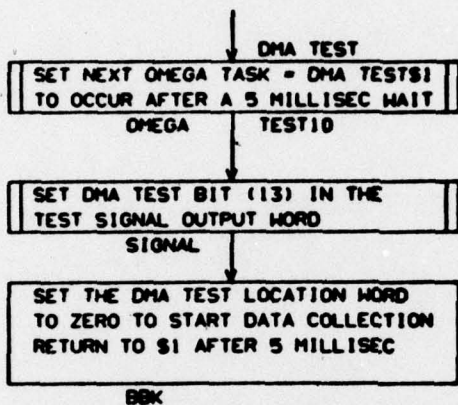 DMA TEST
SET NEXT OMEGA TASK = DMA TEST$1
TO OCCUR AFTER A 5 MILLISEC WAIT
OMEGA TEST10
SET DMA TEST BIT (13) IN THE
TEST SIGNAL OUTPUT WORD
SIGNAL
SET THE DMA TEST LOCATION WORD
TO ZERO TO START DATA COLLECTION
RETURN TO $1 AFTER 5 MILLISEC
BBK